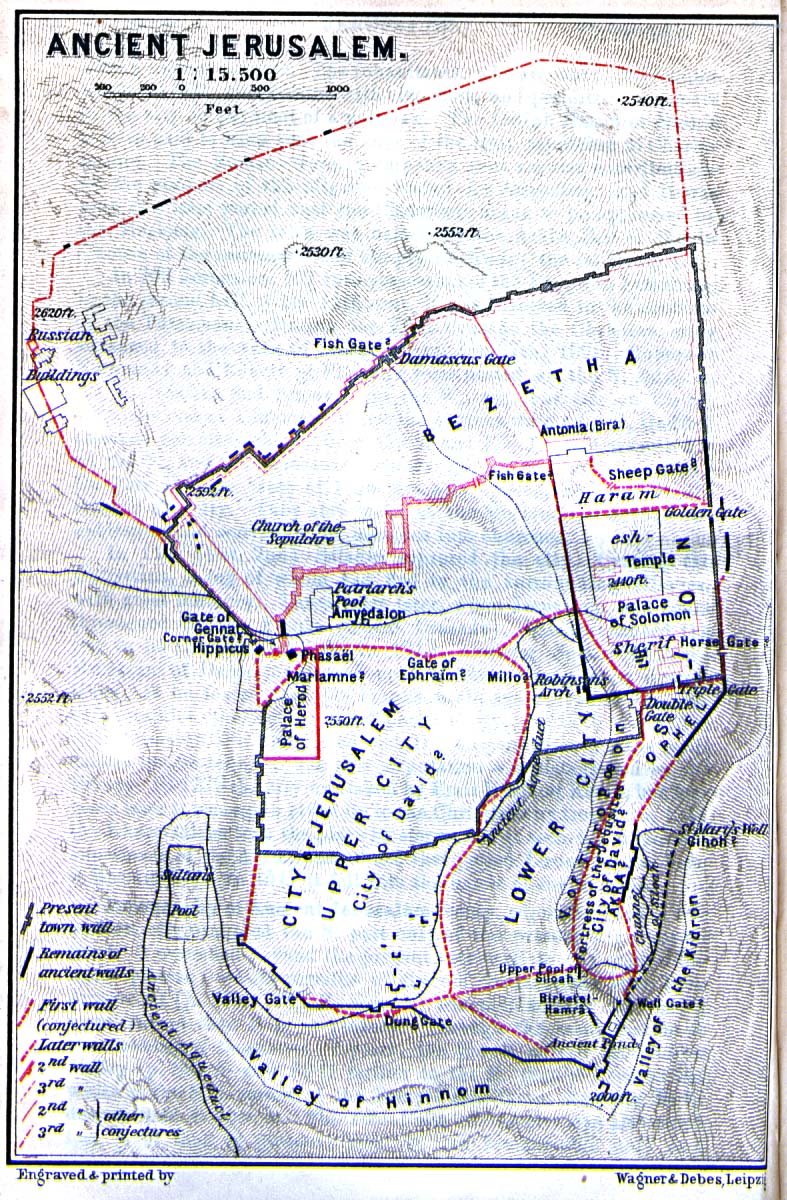 ANCIENT JERUSALEM.
1 : 15.500
500 200 0 500 1000
Feet
·2540 ft.
·2552 ft.
·2530 ft.
2620 ft.
Russian
Buildings
Fish Gate?
Damascus Gate
BEZETHA
Antonia (Bira)
Fish Gate?
Sheep Gate?
Haram
Golden Gate
2592 ft.
Church of the
Sepulchre
esh-
Temple
2440 ft.
Palace
of Solomon
Sherif
Horse Gate?
Patriarch's
Pool
Amygdalon
Gate of
Gennat
Corner Gate?
Hippicus
Phasaël
Mariamne?
Gate of
Ephraim?
Millo?
Robinson's
Arch
Triple Gate
Double
Gate
OPHEL
·2552 ft.
Palace
of Herod
2550 ft.
CITY of JERUSALEM
UPPER CITY
City of David?
LOWER CITY
Ancient Aqueduct
Fortress of the Jebusites
City of David?
AKRA?
St Mary's Well
Gihon?
Channel
of Siloah
Sultans
Pool
Ancient Aqueduct
Upper Pool of
Siloah
Birket el-
Hamra
Well Gate?
Ancient Pond
Valley Gate
Dung Gate
Valley of Hinnom
Valley of the Kidron
2000 ft.
Present
town wall
Remains of
ancient walls
First wall
(conjectured)
Later walls
2nd wall
3rd "
2nd " other
3rd " conjectures
Engraved & printed by
Wagner & Debes, Leipz